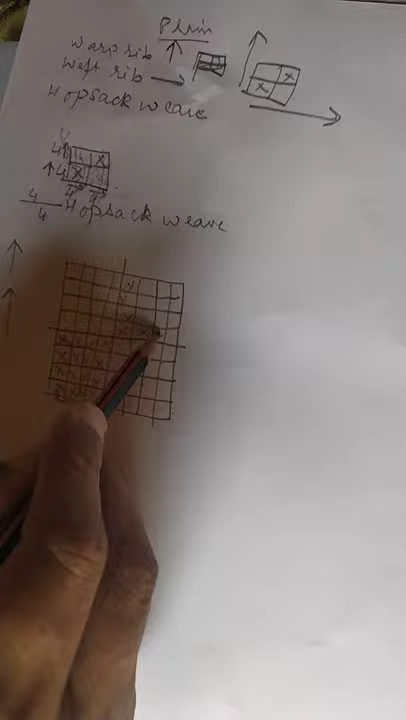 Plain
Warp rib ↑
Weft rib →
Hopsack weave
X
X
4↑ X
↑4 X
4
4 Hopsack weave